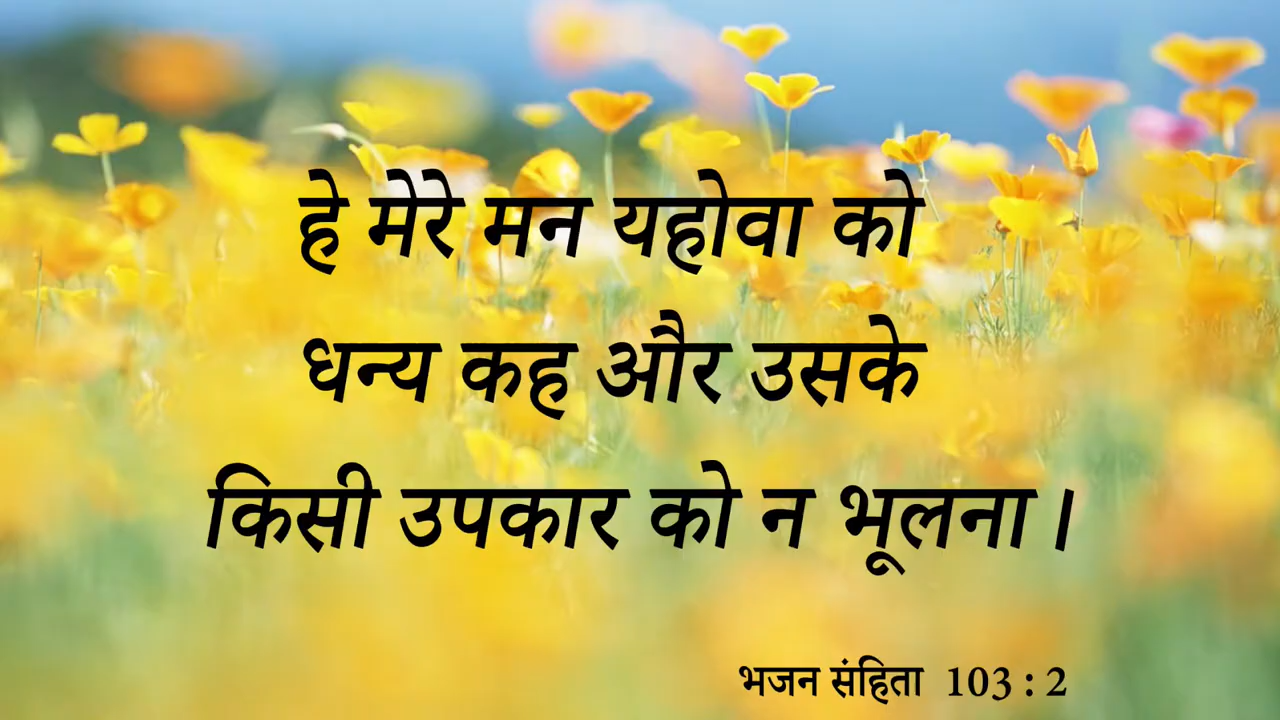 हे मेरे मन यहोवा को
धन्य कह और उसके
किसी उपकार को न भूलना।
भजन संहिता 103 : 2